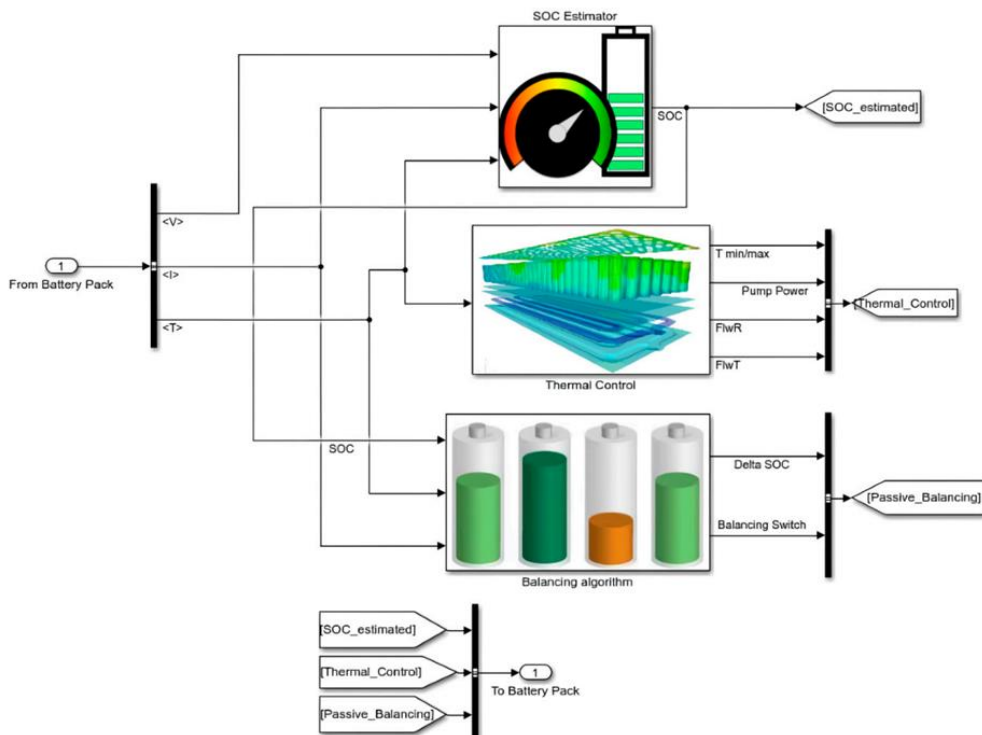 SOC Estimator
SOC
[SOC_estimated]
<V>
1
From Battery Pack
<I>
<T>
T min/max
Pump Power
FlwR
FlwT
[Thermal_Control]
Thermal Control
SOC
Delta SOC
Balancing Switch
[Passive_Balancing]
Balancing algorithm
[SOC_estimated]
[Thermal_Control]
[Passive_Balancing]
1
To Battery Pack